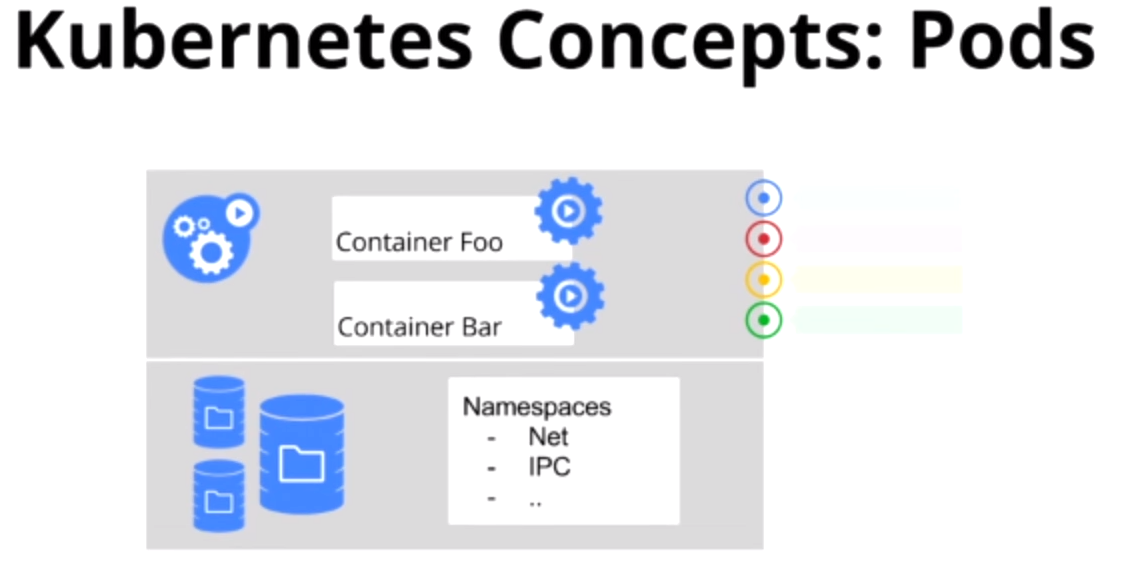 Kubernetes Concepts: Pods
Container Foo
Container Bar
Namespaces
- Net
- IPC
- ..